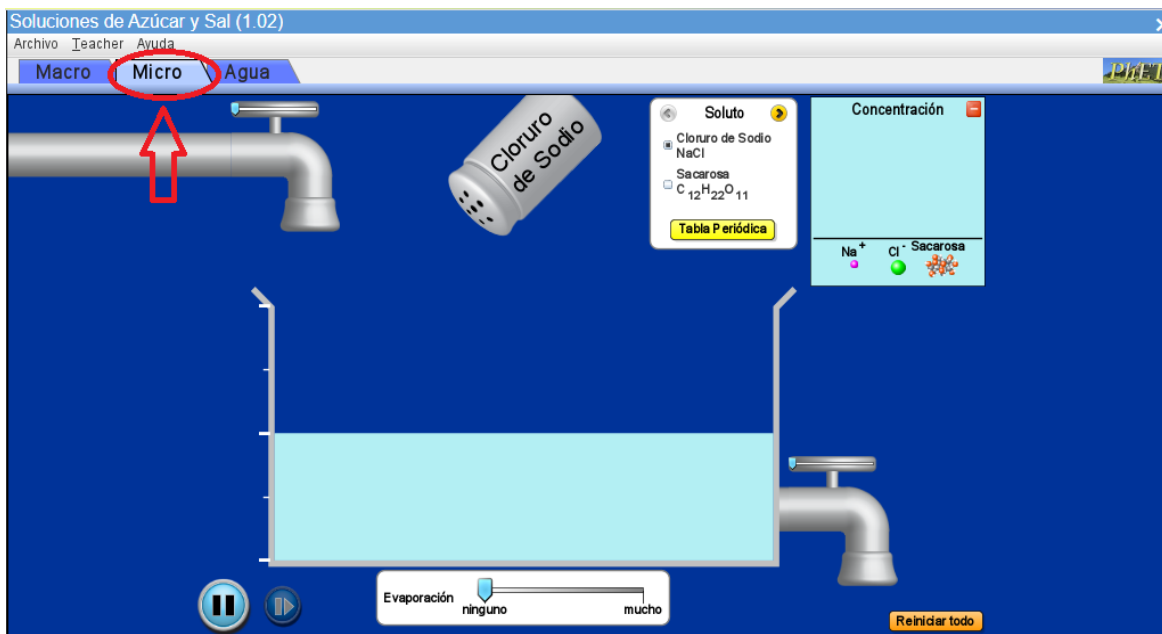 Soluciones de Azúcar y Sal (1.02)
Archivo Teacher Ayuda
Macro Micro Agua
PhET
Cloruro
de Sodio
Soluto
Cloruro de Sodio
NaCl
Sacarosa
C12H22O11
Tabla Periódica
Concentración
Na+ Cl- Sacarosa
Evaporación
ninguno mucho
Reiniciar todo